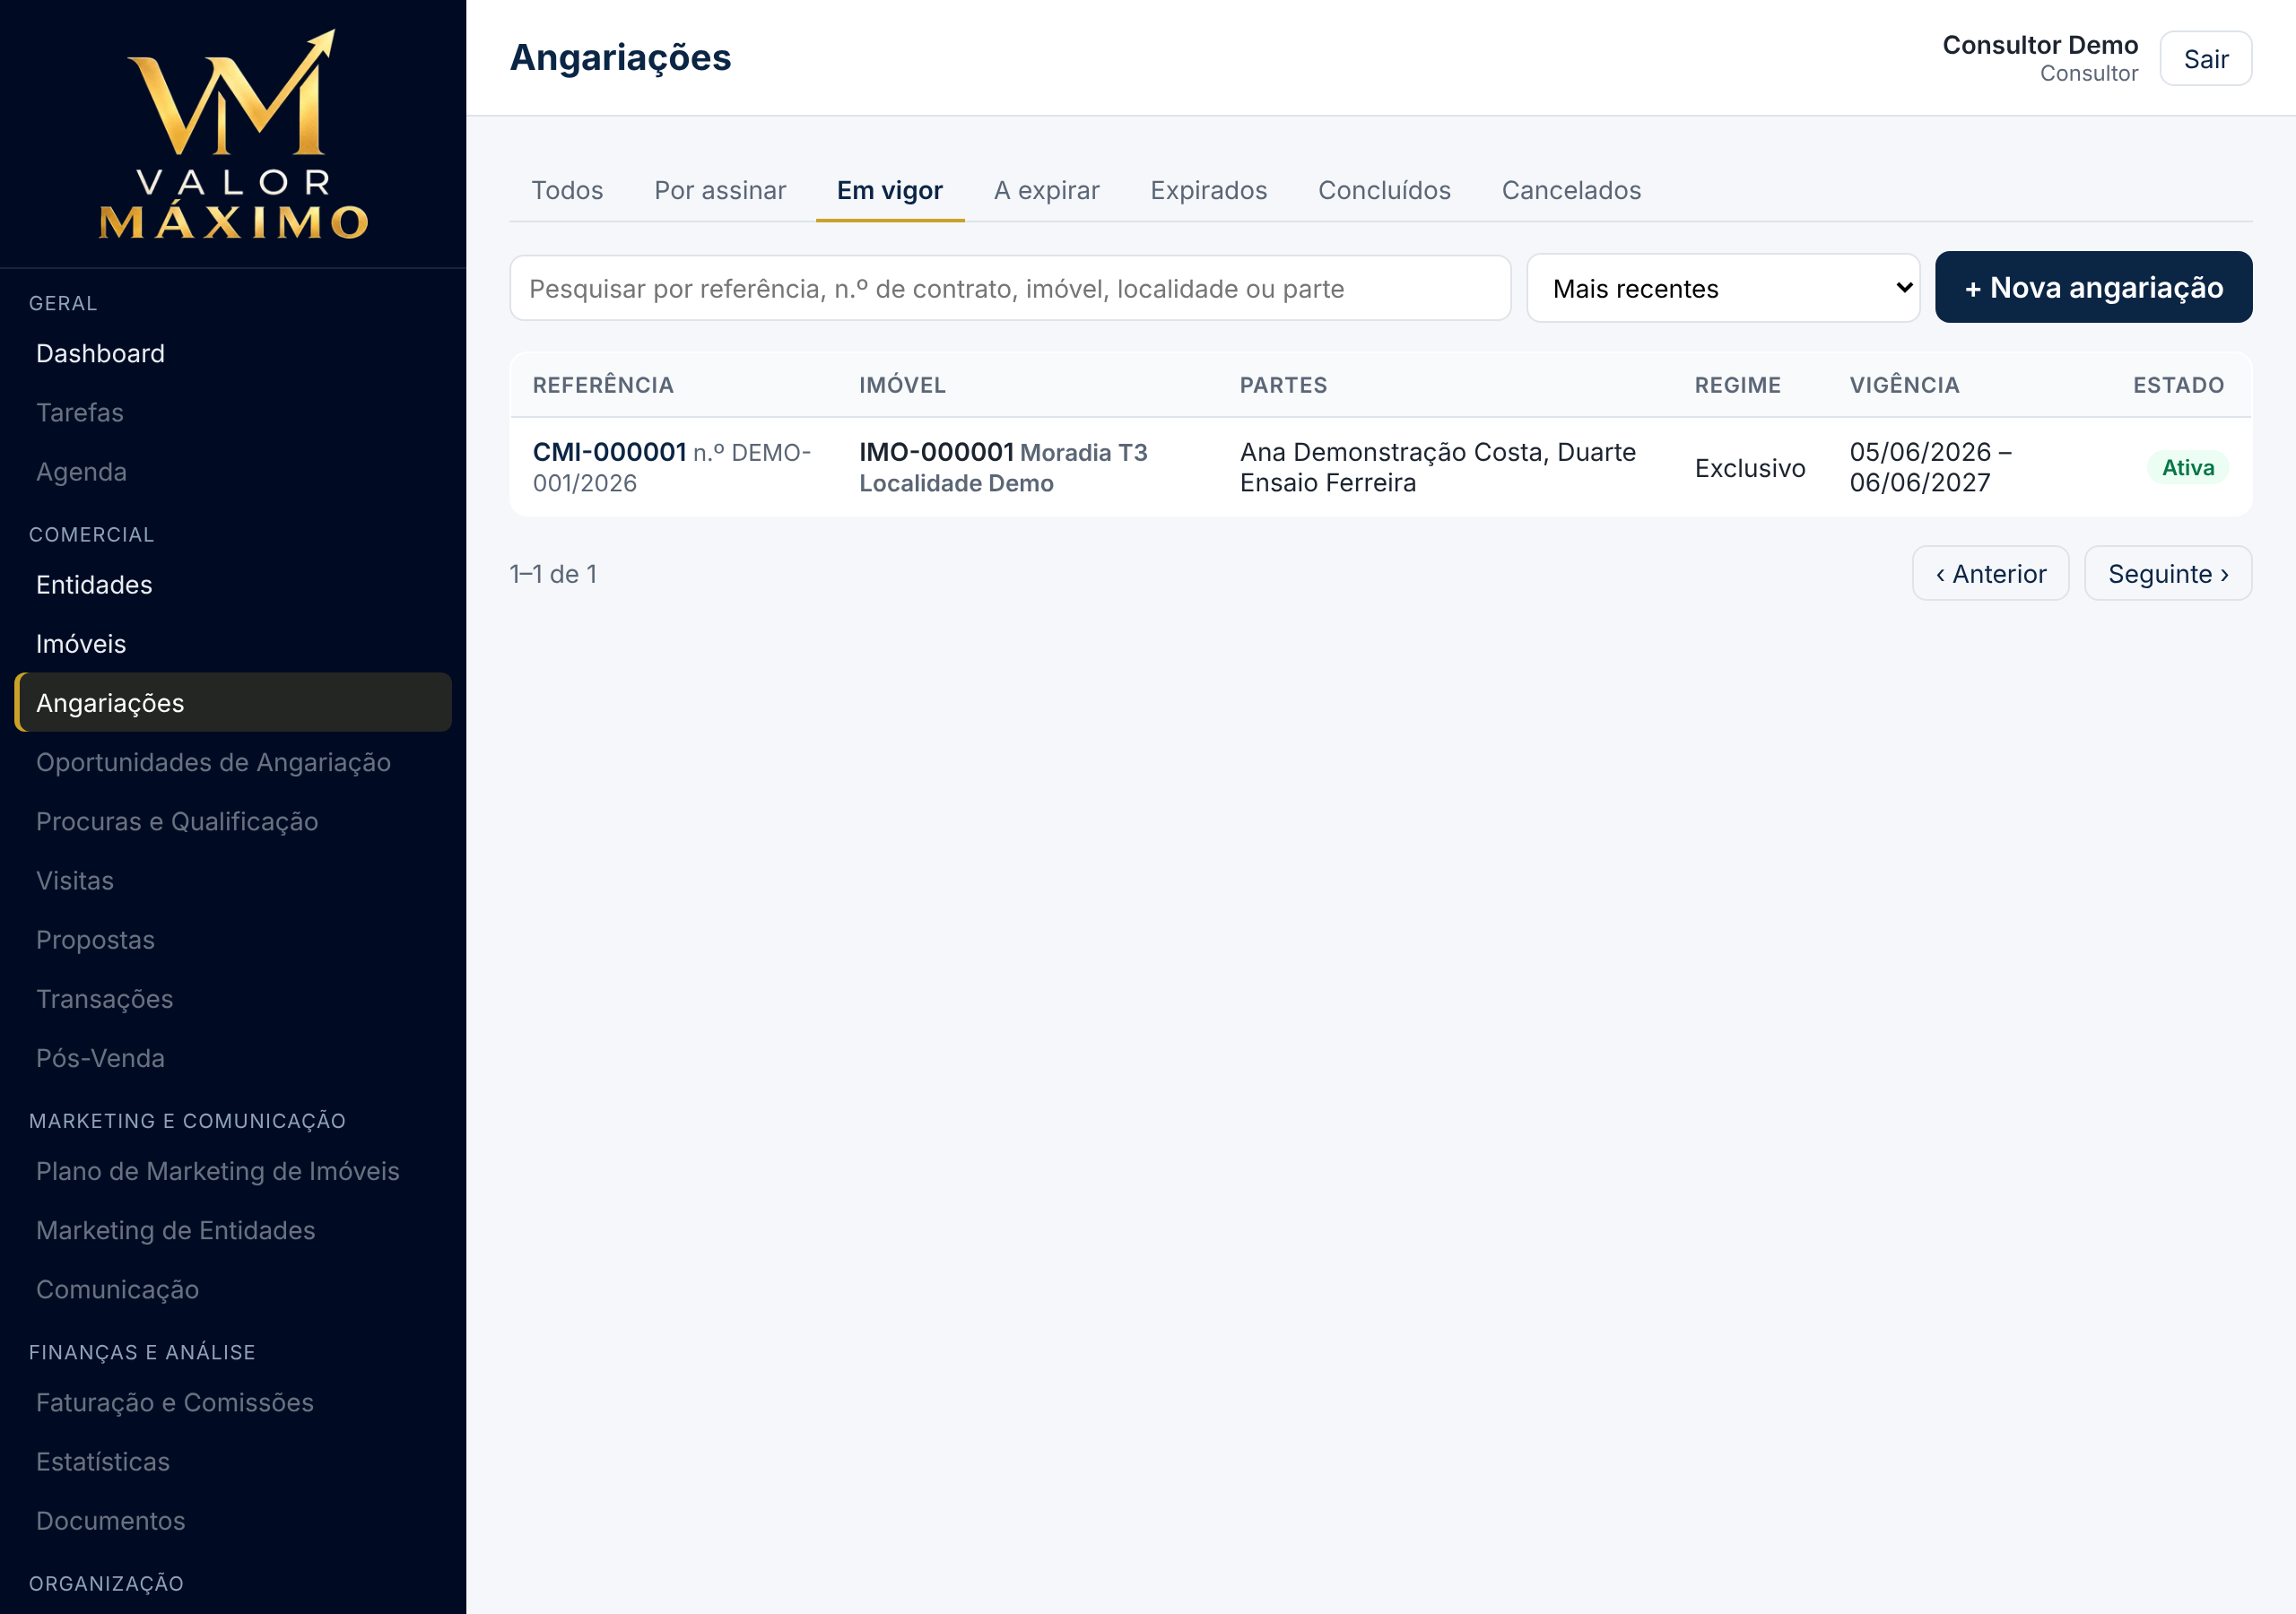 VM
VALOR
MÁXIMO
GERAL
Dashboard
Tarefas
Agenda
COMERCIAL
Entidades
Imóveis
Angariações
Oportunidades de Angariação
Procuras e Qualificação
Visitas
Propostas
Transações
Pós-Venda
MARKETING E COMUNICAÇÃO
Plano de Marketing de Imóveis
Marketing de Entidades
Comunicação
FINANÇAS E ANÁLISE
Faturação e Comissões
Estatísticas
Documentos
ORGANIZAÇÃO
Angariações
Consultor Demo
Consultor
Sair
Todos Por assinar Em vigor A expirar Expirados Concluídos Cancelados
Pesquisar por referência, n.º de contrato, imóvel, localidade ou parte
Mais recentes
+ Nova angariação
REFERÊNCIA IMÓVEL PARTES REGIME VIGÊNCIA ESTADO
CMI-000001 n.º DEMO-
001/2026
IMO-000001 Moradia T3
Localidade Demo
Ana Demonstração Costa, Duarte
Ensaio Ferreira
Exclusivo
05/06/2026 –
06/06/2027
Ativa
1–1 de 1
‹ Anterior
Seguinte ›